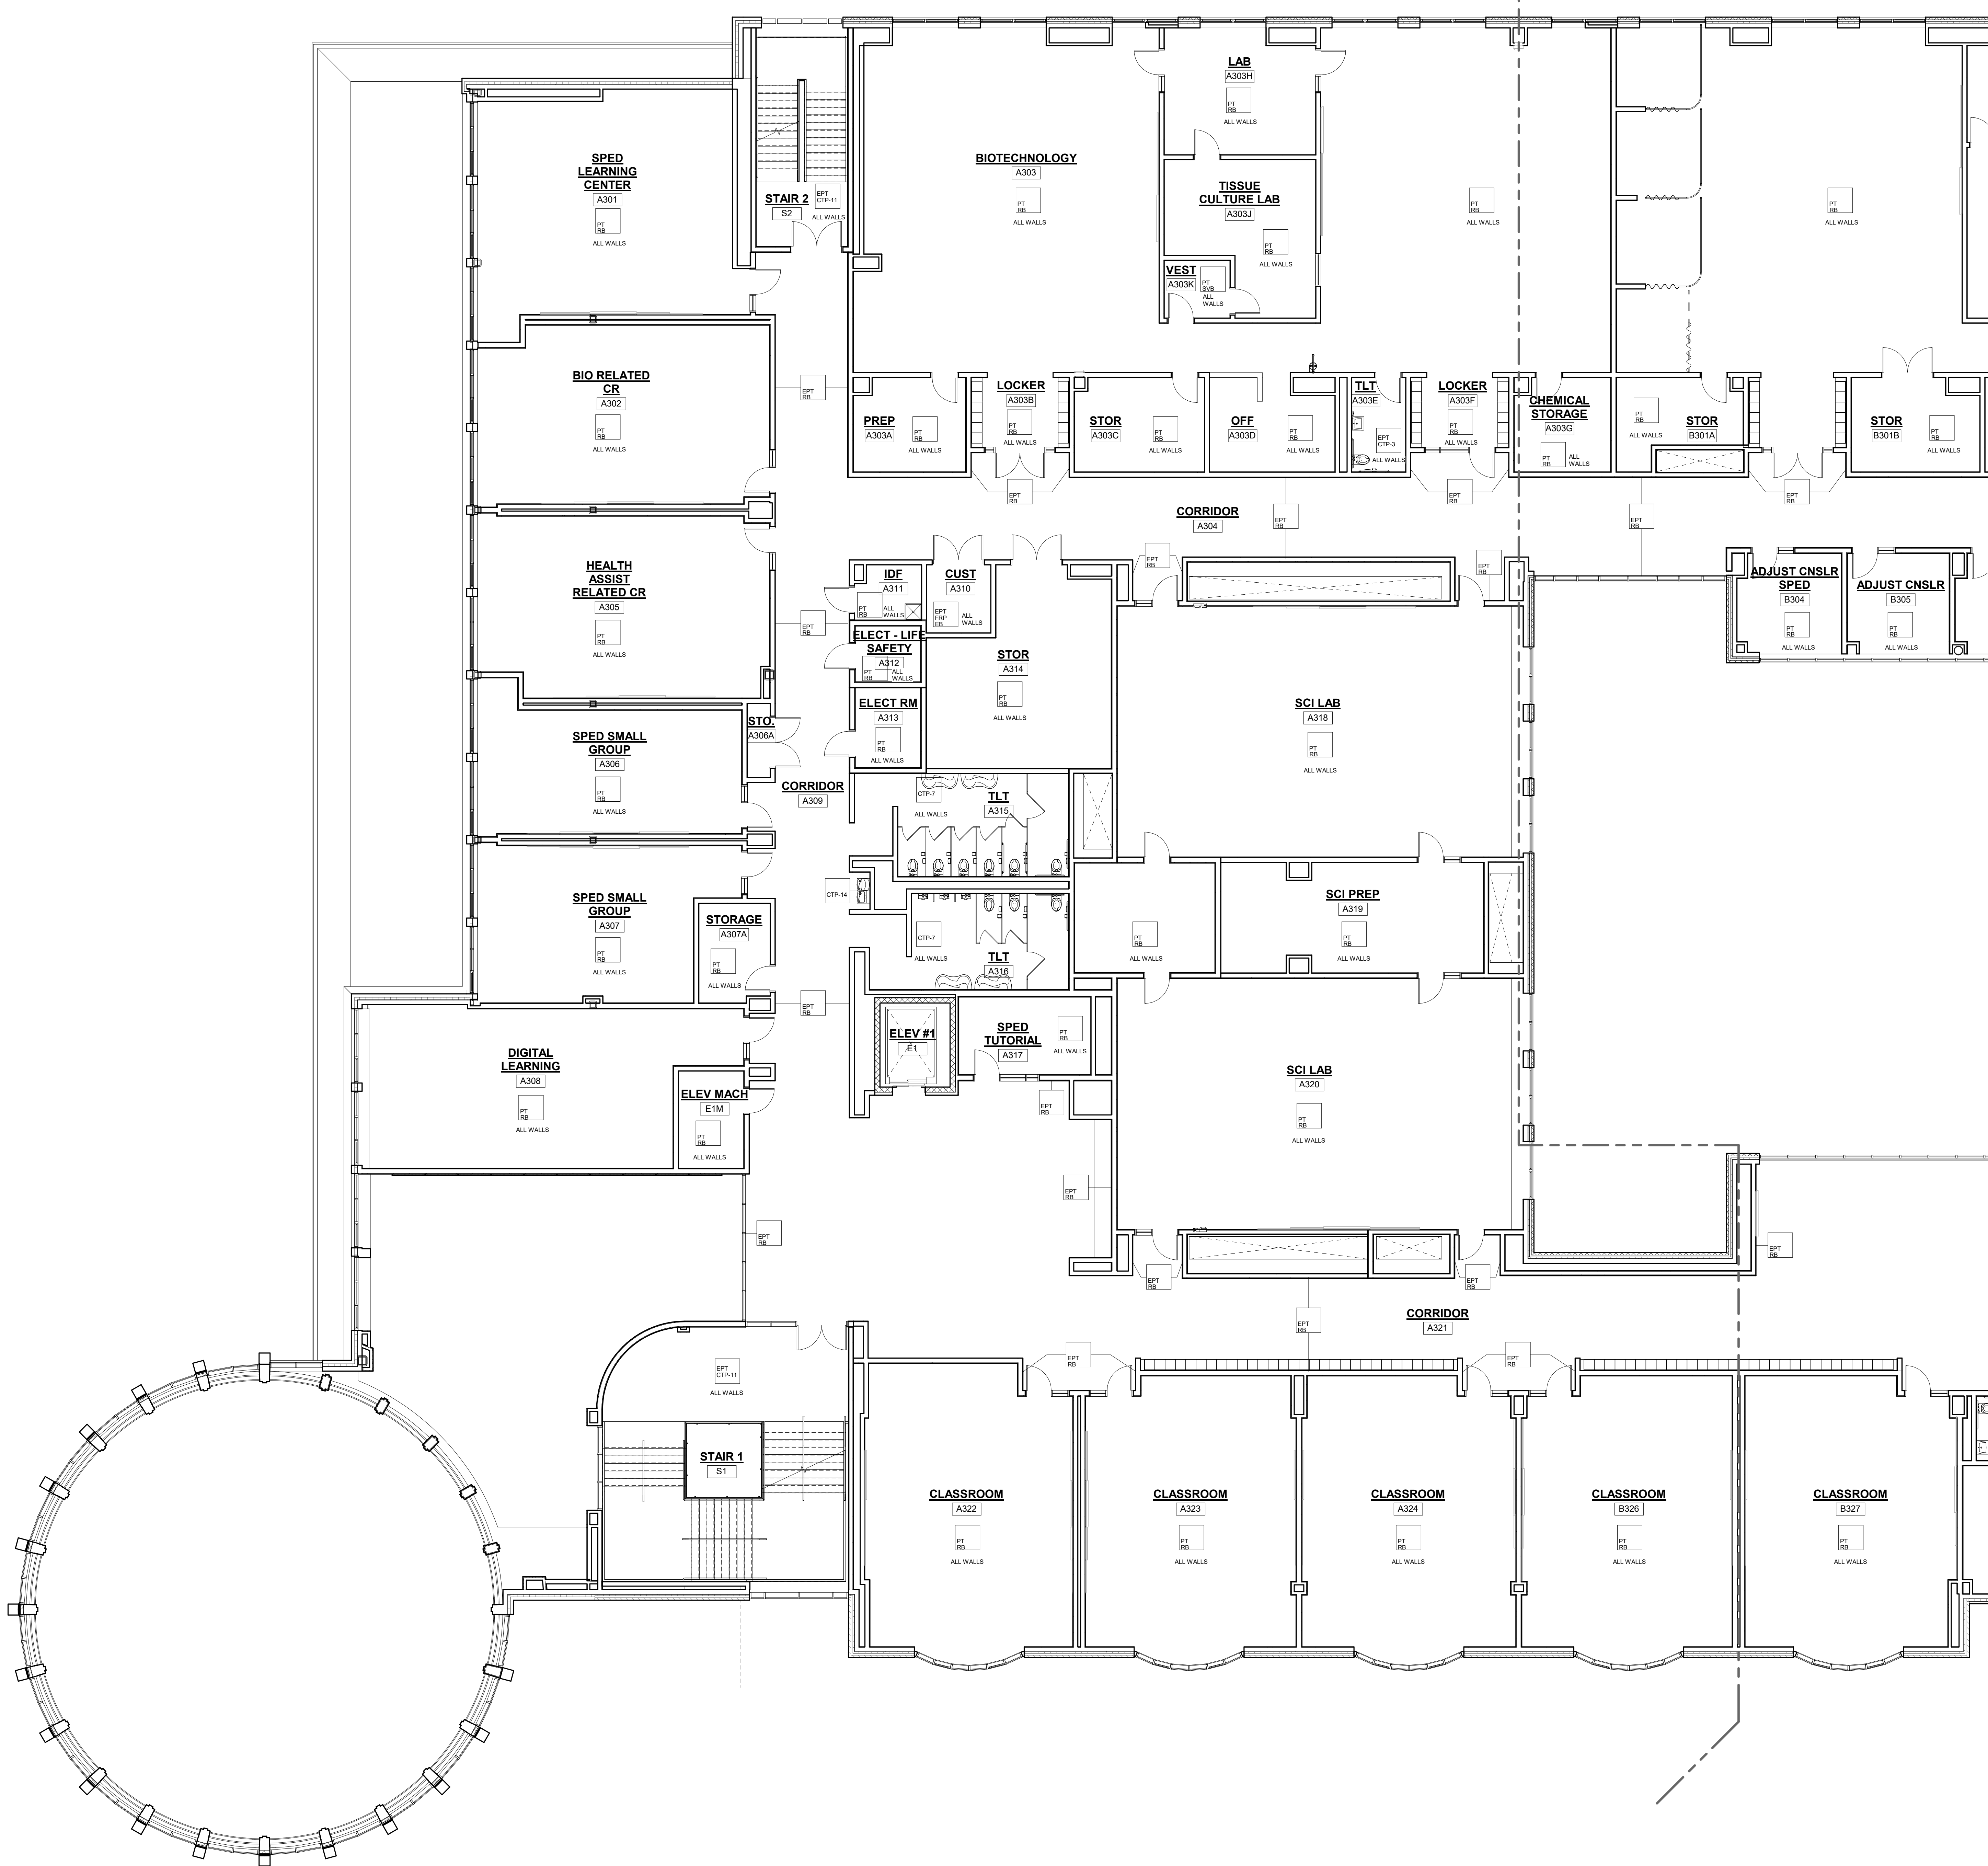 LAB
A303H
PT
RB
ALL WALLS
SPED
LEARNING
CENTER
A301
PT
RB
ALL WALLS
STAIR 2
S2
EPT
CTP-11
ALL WALLS
BIOTECHNOLOGY
A303
PT
RB
ALL WALLS
TISSUE
CULTURE LAB
A303J
PT
RB
ALL WALLS
VEST
A303K
PT
SVB
ALL
WALLS
PT
RB
ALL WALLS
PT
RB
ALL WALLS
BIO RELATED
CR
A302
PT
RB
ALL WALLS
EPT
RB
PREP
A303A
PT
RB
ALL WALLS
LOCKER
A303B
PT
RB
ALL WALLS
STOR
A303C
PT
RB
ALL WALLS
OFF
A303D
PT
RB
ALL WALLS
TLT
A303E
EPT
CTP-3
ALL WALLS
LOCKER
A303F
PT
RB
ALL WALLS
CHEMICAL
STORAGE
A303G
PT
RB
ALL
WALLS
PT
RB
ALL WALLS
STOR
B301A
STOR
B301B
PT
RB
EPT
RB
CORRIDOR
A304
EPT
RB
EPT
RB
EPT
RB
EPT
RB
HEALTH
ASSIST
RELATED CR
A305
PT
RB
ALL WALLS
EPT
RB
IDF
A311
PT
RB
ALL
WALLS
CUST
A310
EPT
FRP
EB
ALL
WALLS
EPT
RB
EPT
RB
ADJUST CNSLR
SPED
B304
PT
RB
ALL WALLS
ADJUST CNSLR
B305
PT
RB
ALL WALLS
ELECT - LIFE
SAFETY
A312
PT
RB
ALL
WALLS
STOR
A314
PT
RB
ALL WALLS
ELECT RM
A313
PT
RB
ALL WALLS
SCI LAB
A318
PT
RB
ALL WALLS
STO.
A306A
SPED SMALL
GROUP
A306
PT
RB
ALL WALLS
CORRIDOR
A309
CTP-7
ALL WALLS
TLT
A315
CTP-14
SPED SMALL
GROUP
A307
PT
RB
ALL WALLS
STORAGE
A307A
PT
RB
ALL WALLS
CTP-7
ALL WALLS
TLT
A316
PT
RB
ALL WALLS
SCI PREP
A319
PT
RB
ALL WALLS
EPT
RB
DIGITAL
LEARNING
A308
PT
RB
ALL WALLS
ELEV MACH
E1M
PT
RB
ALL WALLS
ELEV #1
E1
SPED
TUTORIAL
A317
PT
RB
ALL WALLS
EPT
RB
SCI LAB
A320
PT
RB
ALL WALLS
EPT
RB
EPT
RB
EPT
RB
EPT
RB
EPT
RB
EPT
RB
CORRIDOR
A321
EPT
RB
EPT
RB
EPT
CTP-11
ALL WALLS
STAIR 1
S1
CLASSROOM
A322
PT
RB
ALL WALLS
CLASSROOM
A323
PT
RB
ALL WALLS
CLASSROOM
A324
PT
RB
ALL WALLS
CLASSROOM
B326
PT
RB
ALL WALLS
CLASSROOM
B327
PT
RB
ALL WALLS